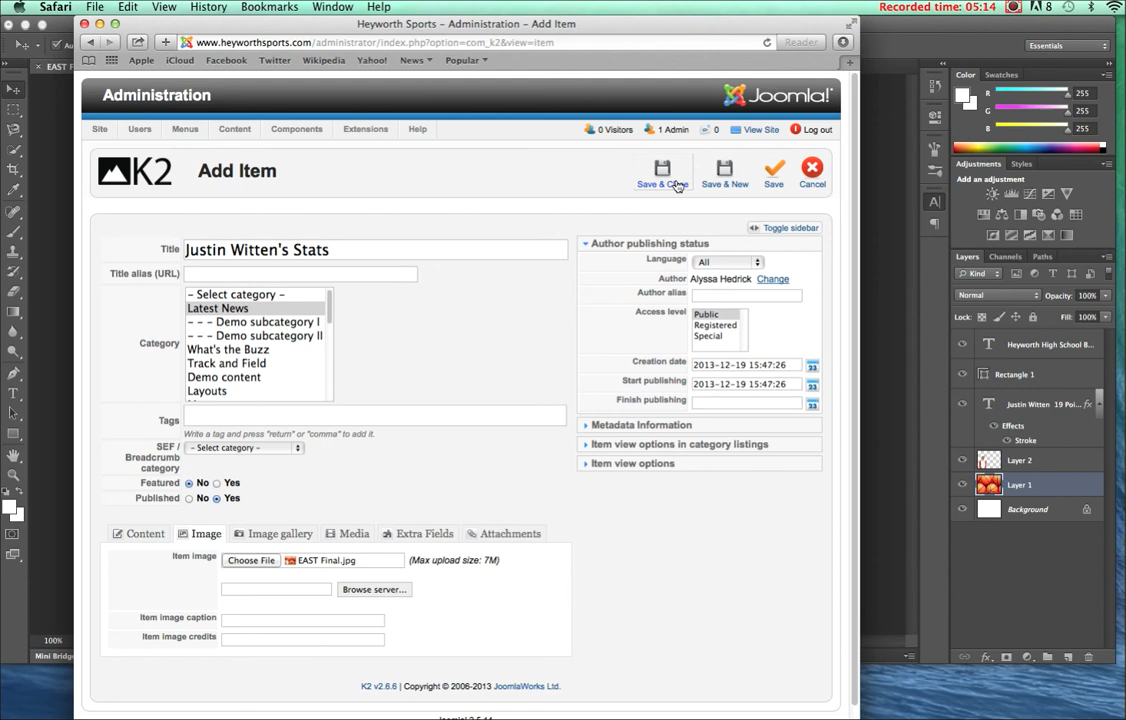 Safari File Edit View History Bookmarks Window Help Recorded time: 05:14 8
Heyworth Sports – Administration – Add Item
www.heyworthsports.com/administrator/index.php?option=com_k2&view=item Reader
Apple iCloud Facebook Twitter Wikipedia Yahoo! News Popular
Essentials
EAST F
Administration
Joomla!
Site Users Menus Content Components Extensions Help
0 Visitors 1 Admin 0 View Site Log out
K2 Add Item
Save & Save & New Save Cancel
Toggle sidebar
Title Justin Witten's Stats
Title alias (URL)
Category
– Select category –
Latest News
– – – Demo subcategory I
– – – Demo subcategory II
What's the Buzz
Track and Field
Demo content
Layouts
Tags
Write a tag and press "return" or "comma" to add it.
SEF /
Breadcrumb
category
– Select category –
Featured No Yes
Published No Yes
Author publishing status
Language All
Author Alyssa Hedrick Change
Author alias
Access level Public
Registered
Special
Creation date 2013-12-19 15:47:26 23
Start publishing 2013-12-19 15:47:26 23
Finish publishing 23
Metadata Information
Item view options in category listings
Item view options
Content Image Image gallery Media Extra Fields Attachments
Item image Choose File EAST Final.jpg (Max upload size: 7M)
Browse server...
Item image caption
Item image credits
K2 v2.6.6 | Copyright © 2006-2013 JoomlaWorks Ltd.
100%
Mini Bridge
Color Swatches
R 255
G 255
B 255
Adjustments Styles
Add an adjustment
Layers Channels Paths
Kind
Normal Opacity: 100%
Lock: Fill: 100%
T Heyworth High School B...
Rectangle 1
T Justin Witten 19 Poi... fx
Effects
Stroke
Layer 2
Layer 1
Background
fx